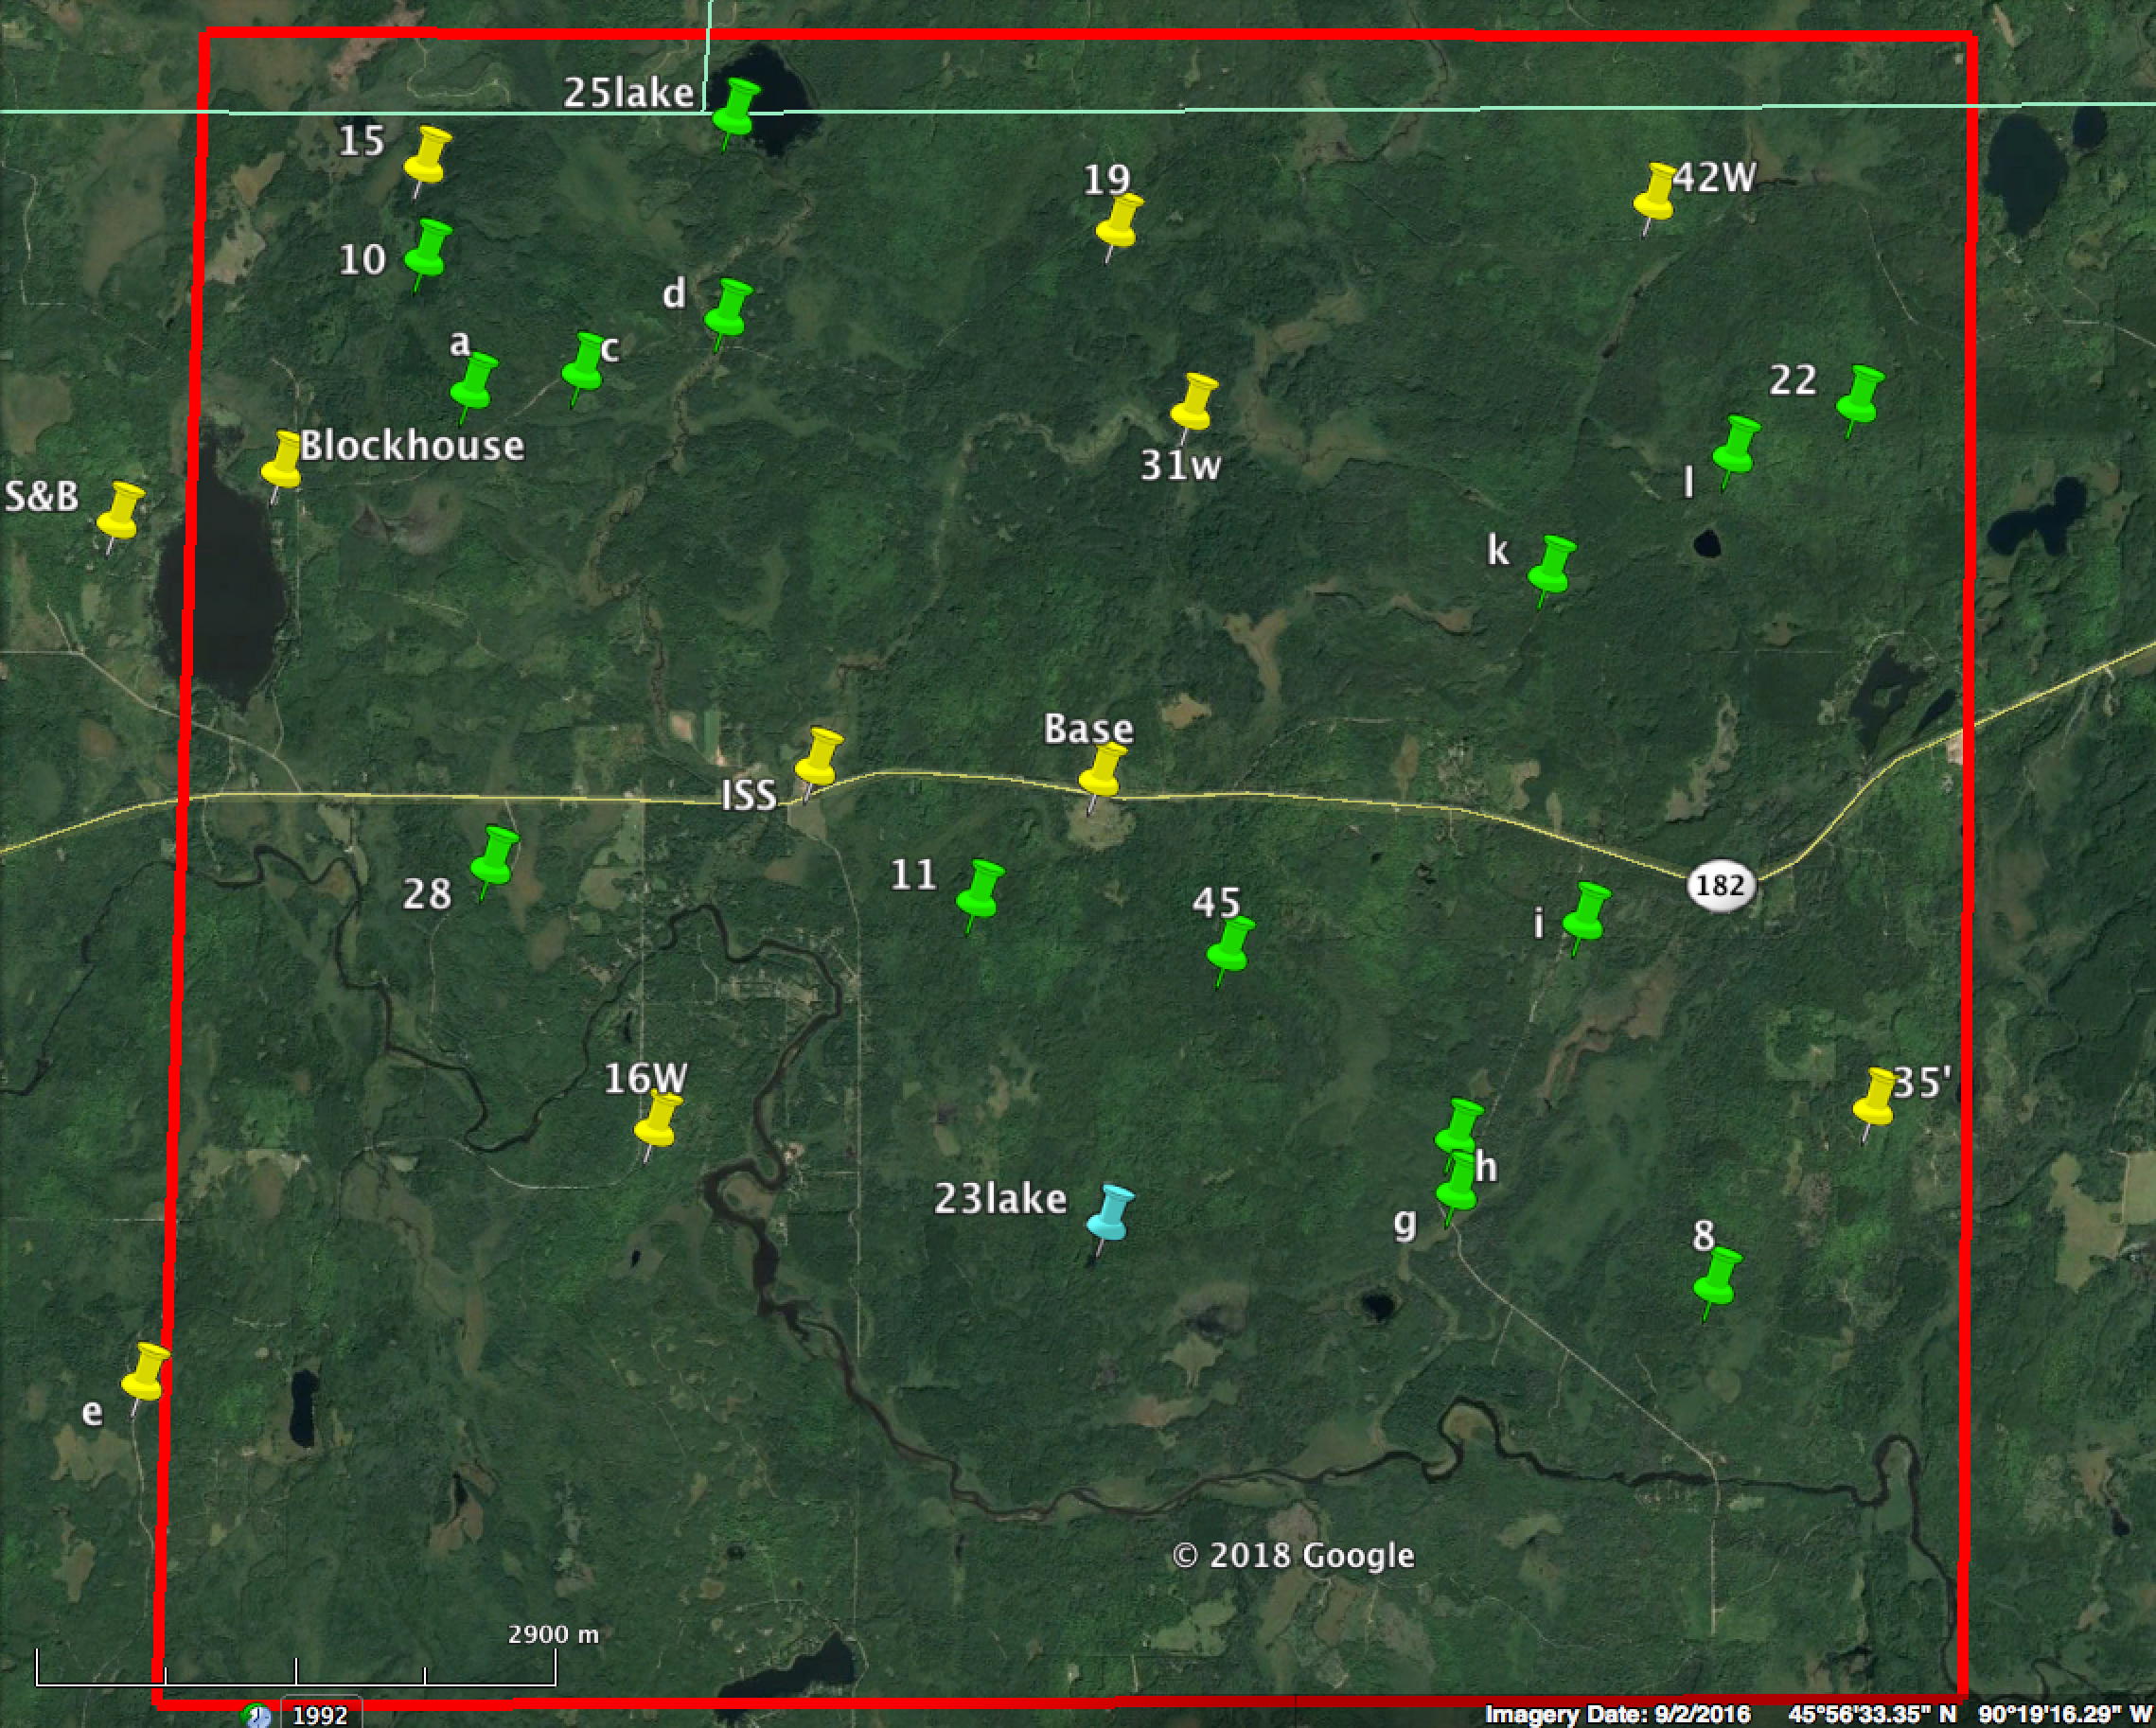 25lake
15
19
42W
10
d
a
c
22
Blockhouse
31w
l
S&B
k
Base
ISS
182
11
28
45
i
16W
35'
h
23lake
g
8
e
© 2018 Google
2900 m
1992
Imagery Date: 9/2/2016 45°56'33.35" N 90°19'16.29" W